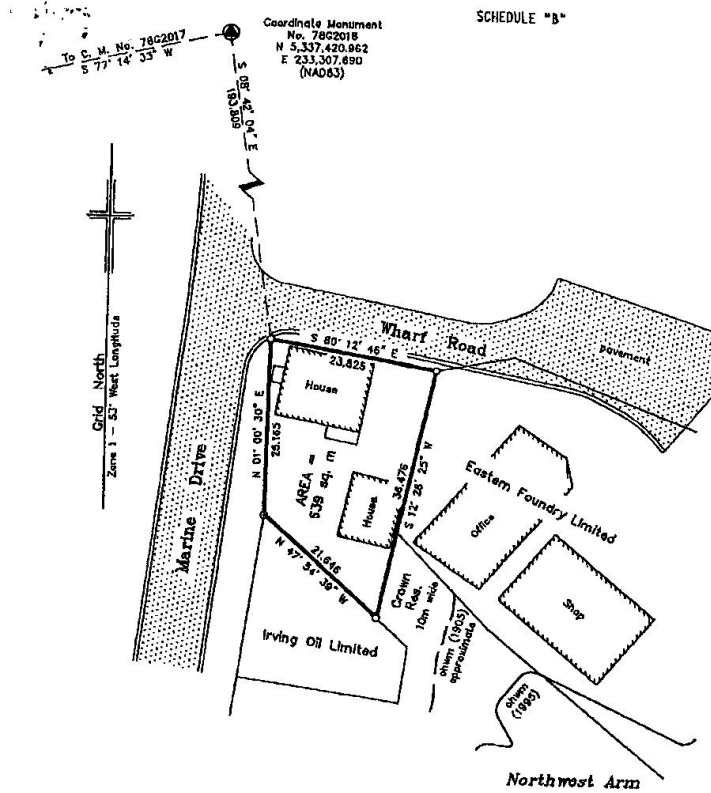 SCHEDULE "B"
Coordinate Monument
No. 78G2018
N 5,337,420.962
E 233,307.690
(NAD83)
To C. M. No. 78G2017
S 77° 14' 33" W
S 08° 42' 04" E
193.809
Grid North
Zone 1 - 53° West Longitude
Marine Drive
Wharf Road
pavement
S 80° 12' 46" E
23.825
House
N 01° 00' 30" E
25.165
AREA =
639 sq. m
House
36.476
S 12° 26' 25" W
21.646
N 47° 54' 39" W
Eastern Foundry Limited
Office
Shop
Crown
Res.
10m wide
ohwm (1905)
approximate
Irving Oil Limited
ohwm
(1995)
Northwest Arm